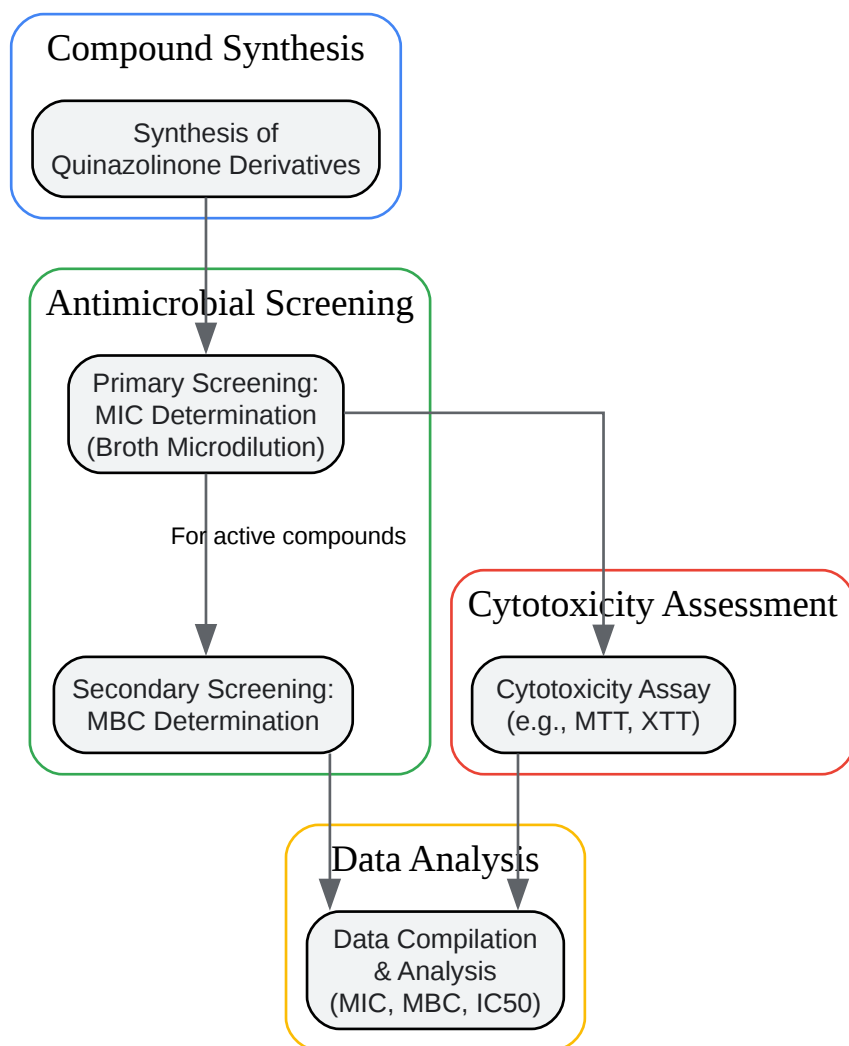 Compound Synthesis
Synthesis of
Quinazolinone Derivatives
Antimicrobial Screening
Primary Screening:
MIC Determination
(Broth Microdilution)
For active compounds
Secondary Screening:
MBC Determination
Cytotoxicity Assessment
Cytotoxicity Assay
(e.g., MTT, XTT)
Data Analysis
Data Compilation
& Analysis
(MIC, MBC, IC50)